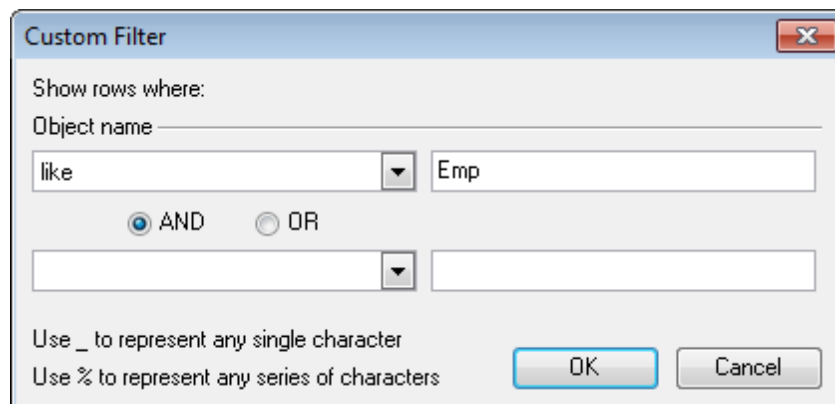 Custom Filter
Show rows where:
Object name
like Emp
AND OR
Use _ to represent any single character
Use % to represent any series of characters
OK Cancel